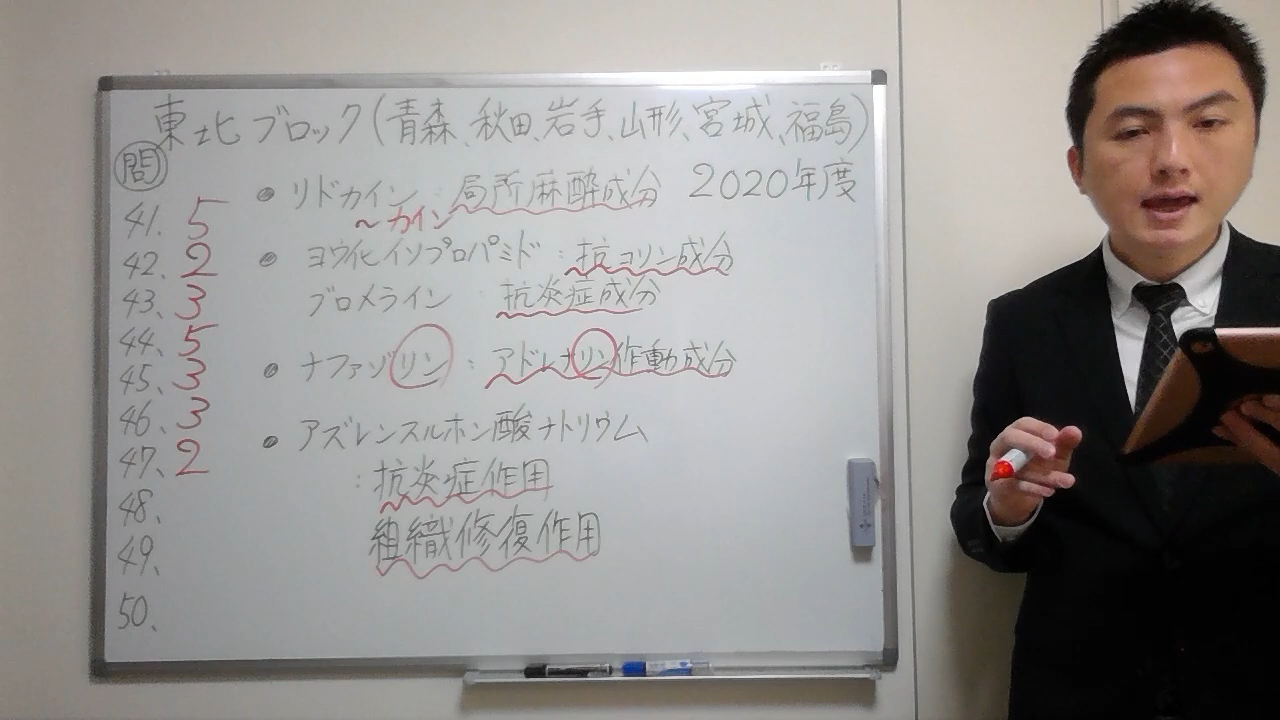 東北ブロック(青森、秋田、岩手、山形、宮城、福島)
2020年度
問
41. 5
42、2
43、3
44、5
45、3
46、3
47、2
48、
49、
50、
• リドカイン : 局所麻酔成分
〜カイン
• ヨウ化イソプロパミド : 抗コリン成分
ブロメライン : 抗炎症成分
• ナファゾリン : アドレナリン作動成分
• アズレンスルホン酸ナトリウム
: 抗炎症作用
組織修復作用